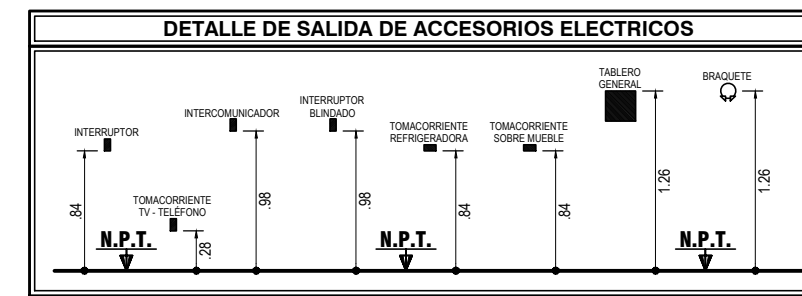 DETALLE DE SALIDA DE ACCESORIOS ELECTRICOS
TABLERO
GENERAL
BRAQUETE
INTERRUPTOR
BLINDADO
INTERCOMUNICADOR
TOMACORRIENTE
REFRIGERADORA
TOMACORRIENTE
SOBRE MUEBLE
INTERRUPTOR
TOMACORRIENTE
TV - TELÉFONO
.84
.28
.98
.98
.84
.84
1.26
1.26
N.P.T.
N.P.T.
N.P.T.